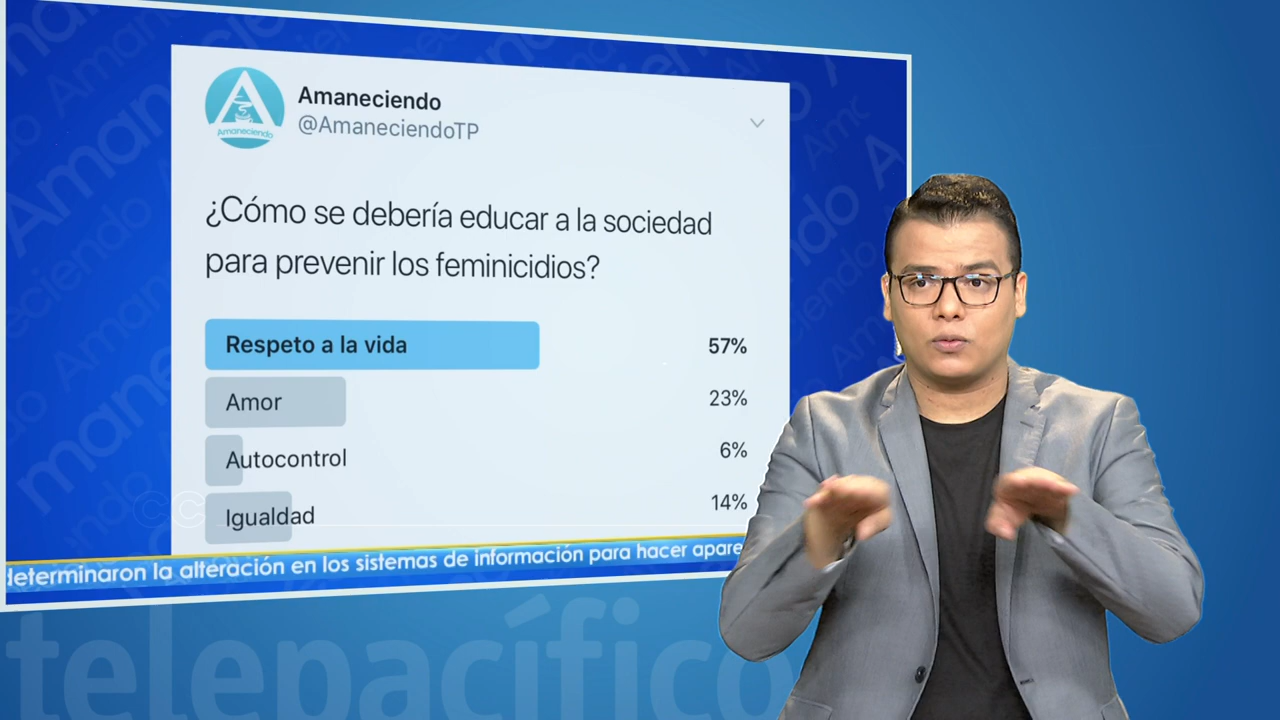 Amaneciendo
Amaneciendo
@AmaneciendoTP
¿Cómo se debería educar a la sociedad
para prevenir los feminicidios?
Respeto a la vida 57%
Amor 23%
Autocontrol 6%
Igualdad 14%
determinaron la alteración en los sistemas de información para hacer apare
telepacífico